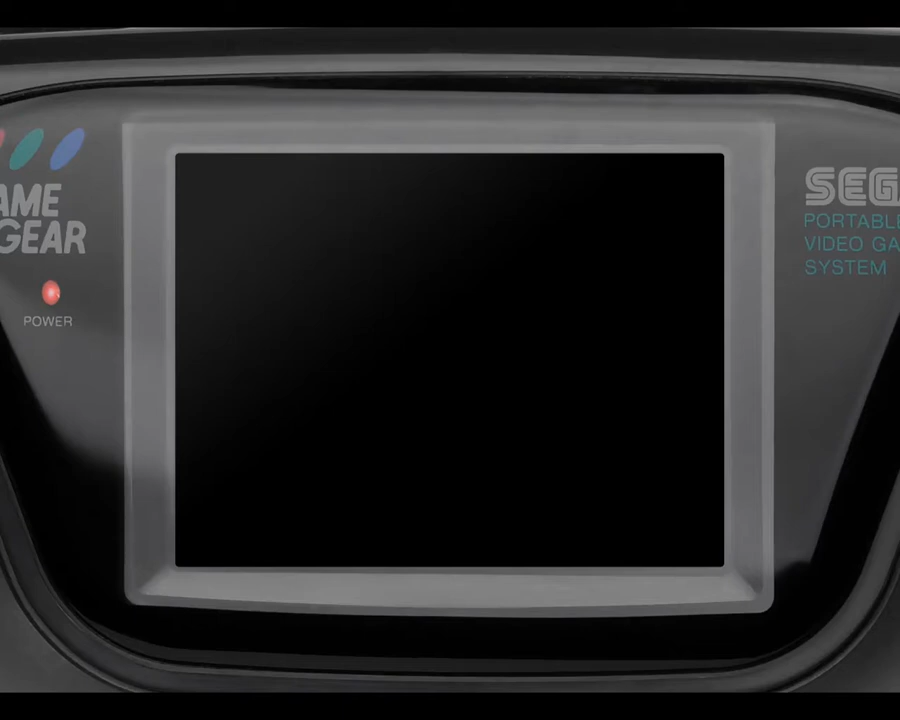 AME
GEAR
POWER
SEG
PORTABLE
VIDEO GA
SYSTEM